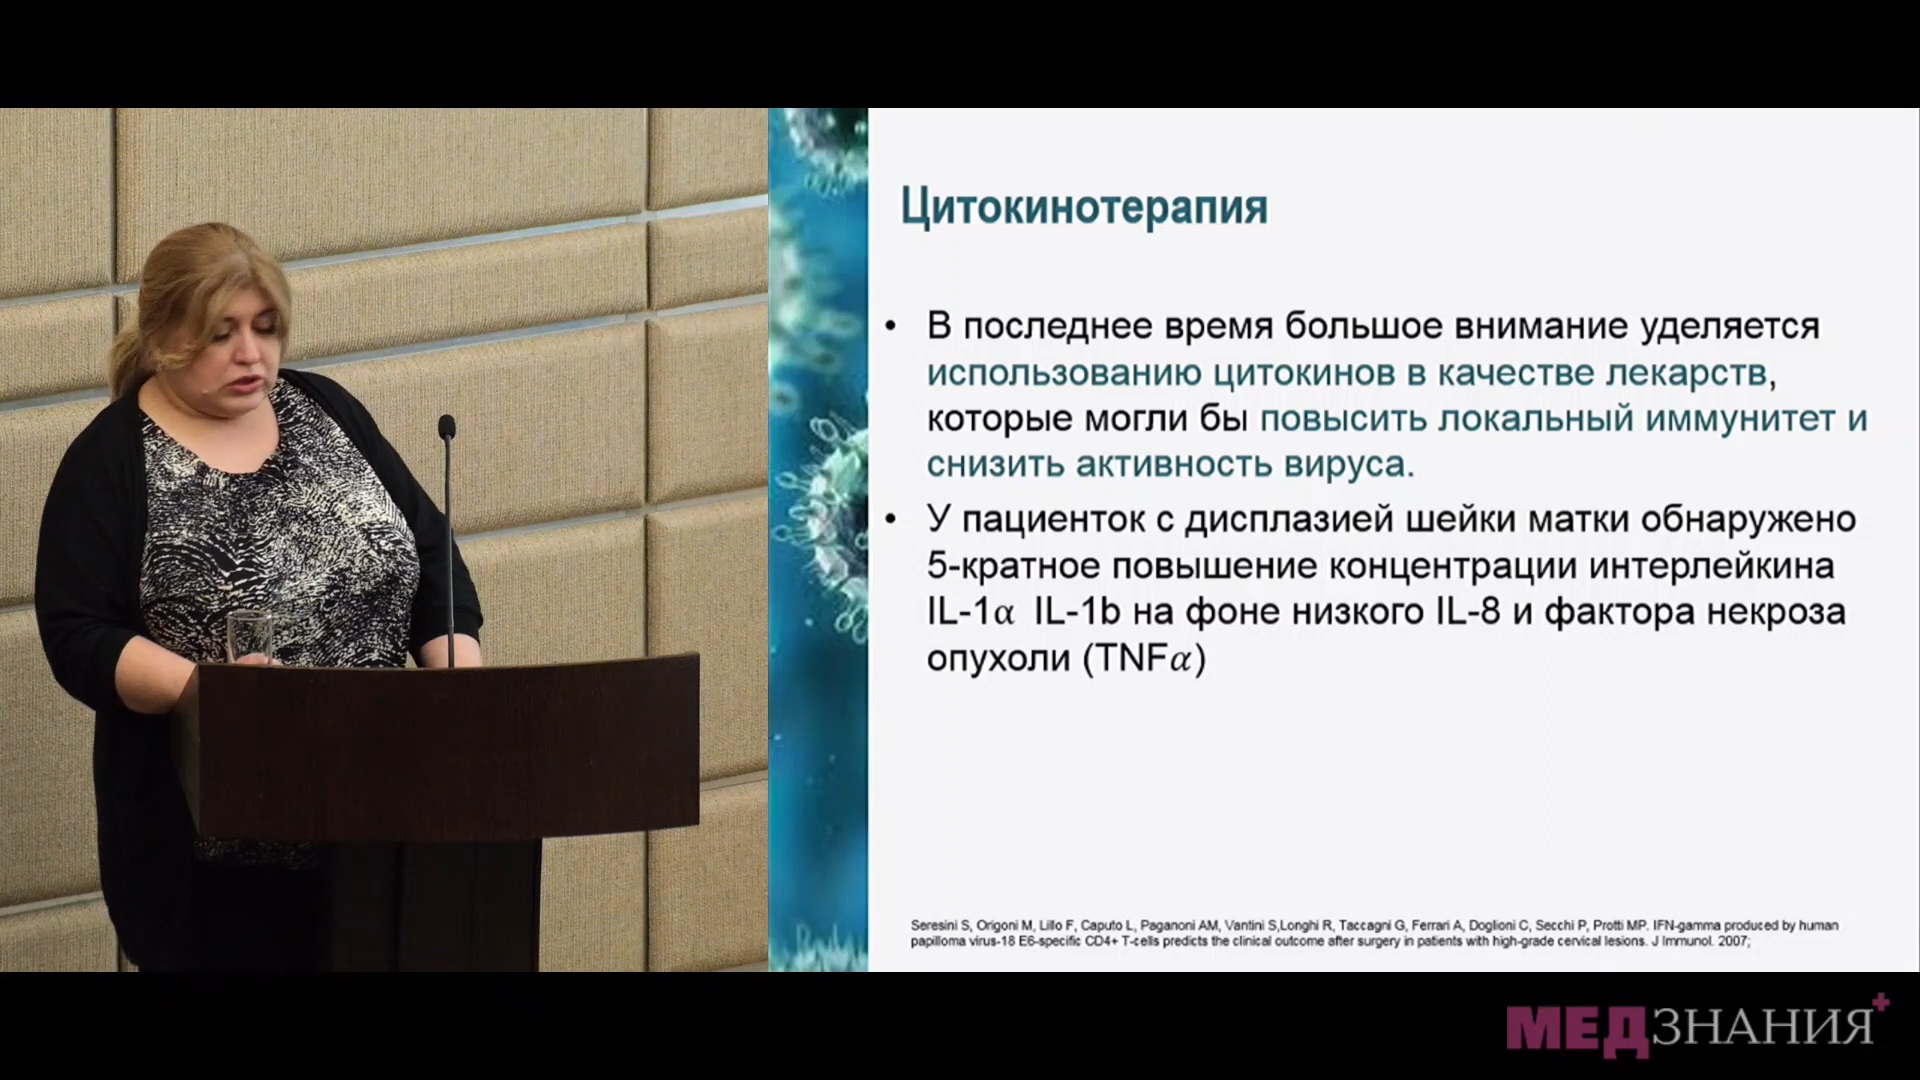 Цитокинотерапия
• В последнее время большое внимание уделяется
использованию цитокинов в качестве лекарств,
которые могли бы повысить локальный иммунитет и
снизить активность вируса.
• У пациенток с дисплазией шейки матки обнаружено
5-кратное повышение концентрации интерлейкина
IL-1α IL-1b на фоне низкого IL-8 и фактора некроза
опухоли (TNFα)
Seresini S, Origoni M, Lillo F, Caputo L, Paganoni AM, Vantini S,Longhi R, Taccagni G, Ferrari A, Doglioni C, Secchi P, Protti MP. IFN-gamma produced by human
papilloma virus-18 E6-specific CD4+ T-cells predicts the clinical outcome after surgery in patients with high-grade cervical lesions. J Immunol. 2007;
МЕДЗНАНИЯ+